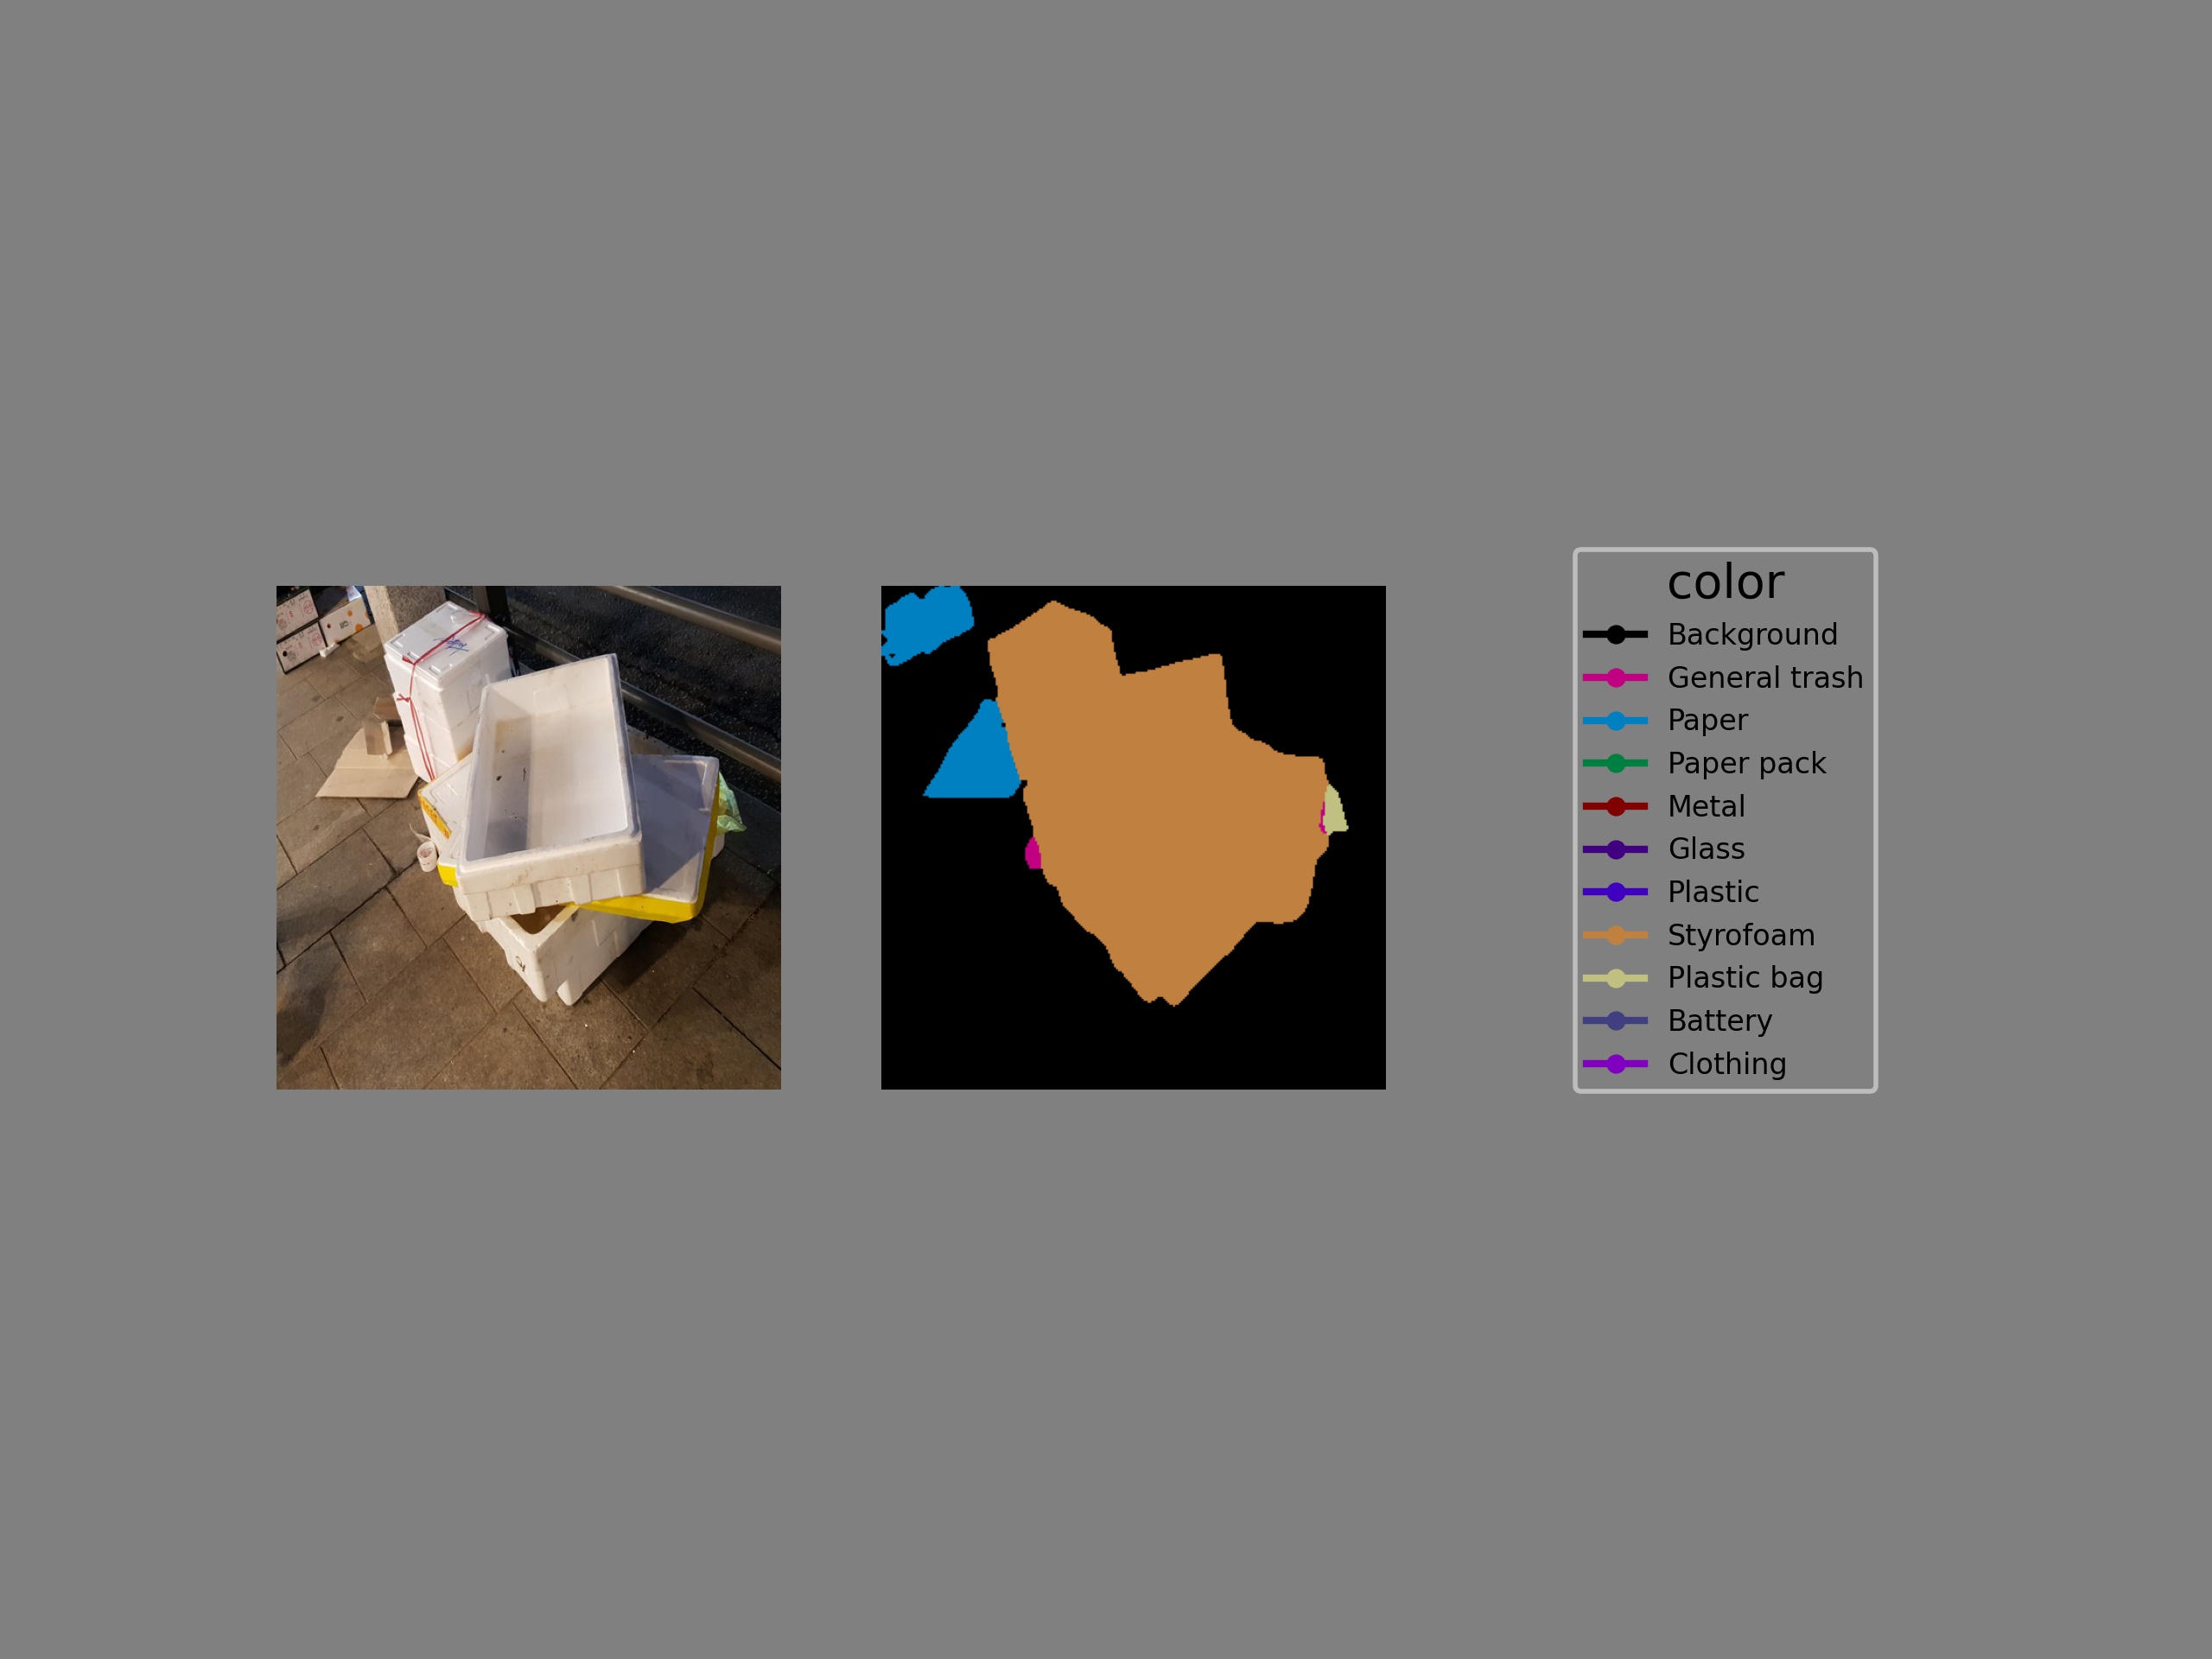 color
Background
General trash
Paper
Paper pack
Metal
Glass
Plastic
Styrofoam
Plastic bag
Battery
Clothing